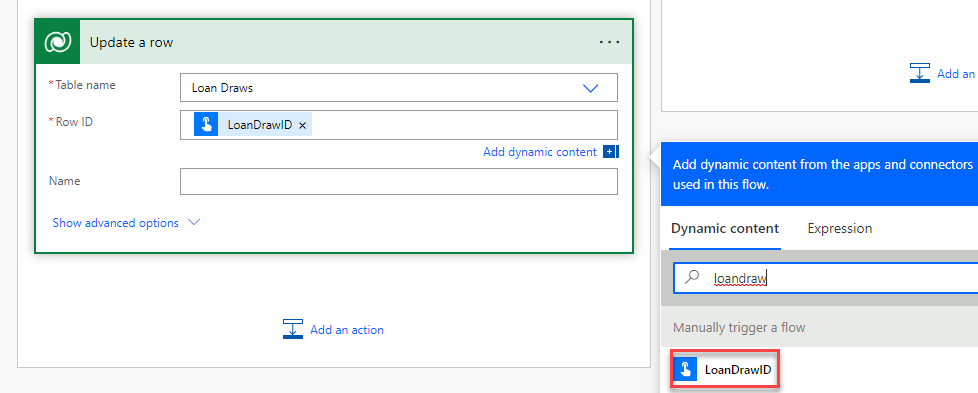 Update a row
...
* Table name
Loan Draws
* Row ID
LoanDrawID ×
Add dynamic content
Name
Show advanced options
Add an action
Add an
Add dynamic content from the apps and connectors
used in this flow.
Dynamic content
Expression
loandraw
Manually trigger a flow
LoanDrawID